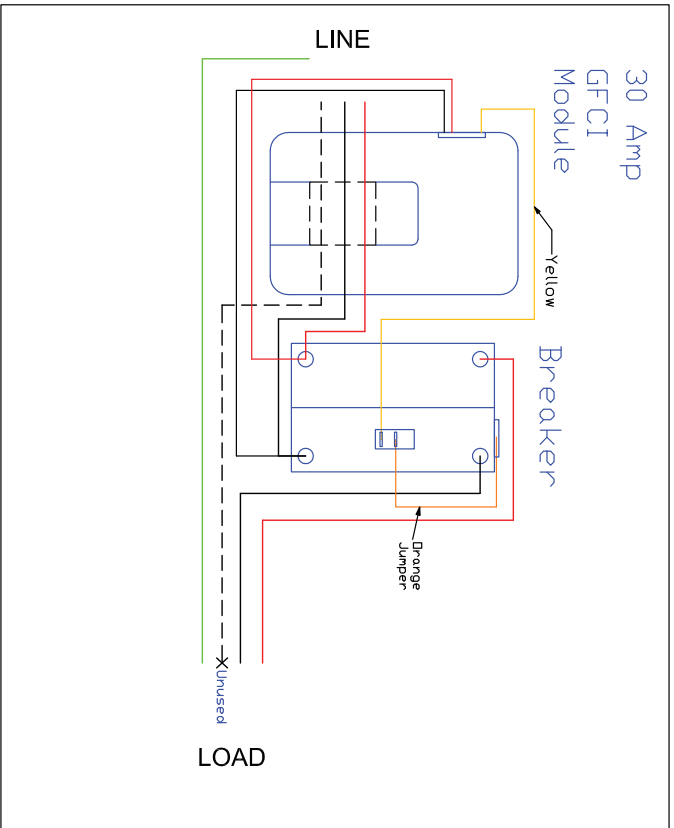 LINE
30 Amp
GFCI
Module
Yellow
Breaker
Orange
Jumper
Unused
LOAD